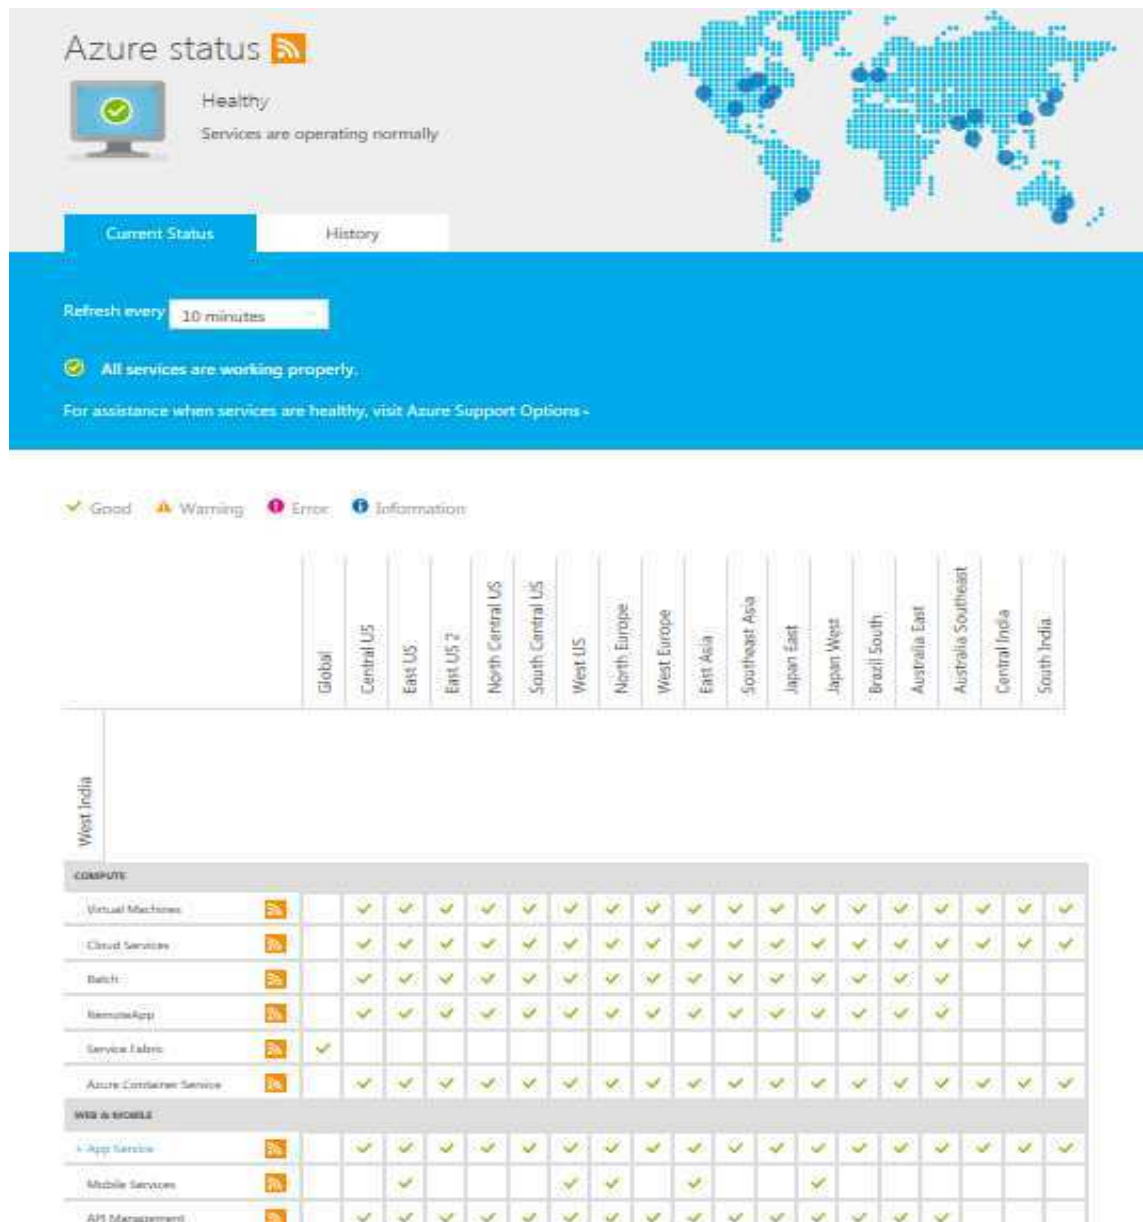 Azure status
Healthy
Services are operating normally
Current Status History
Refresh every 10 minutes
All services are working properly.
For assistance when services are healthy, visit Azure Support Options
Good Warning Error Information
Global
Central US
East US
East US 2
North Central US
South Central US
West US
North Europe
West Europe
East Asia
Southeast Asia
Japan East
Japan West
Brazil South
Australia East
Australia Southeast
Central India
South India
West India
COMPUTE
Virtual Machines
Cloud Services
Batch
RemoteApp
Service Fabric
Azure Container Service
WEB & MOBILE
App Service
Mobile Services
API Management